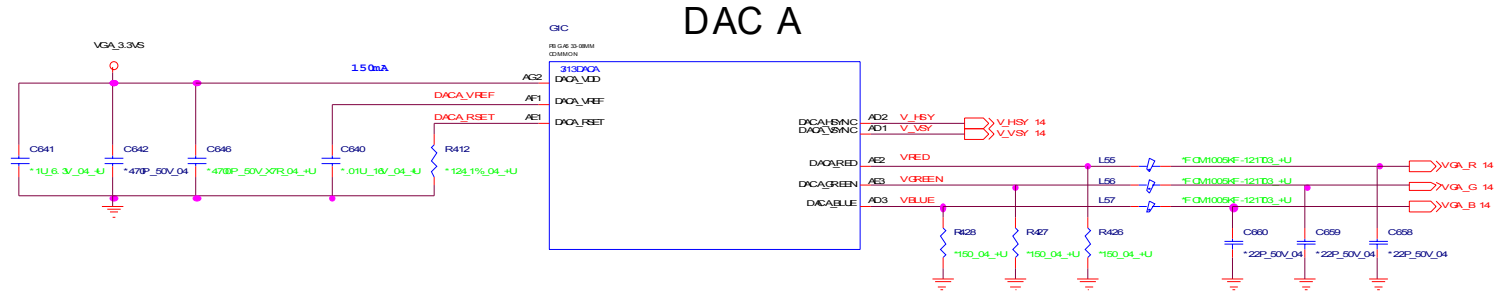 DAC A
G1C
COMMON
VGA_3.3VS
150mA
313DACA
AG2 DACA_VDD
DACA_VREF AF1 DACA_VREF
DACA_RSET AE1 DACA_RSET
DACA_HSYNC AD2 V_HSY V_HSY 14
DACA_VSYNC AD1 V_VSY V_VSY 14
C641
*1U_6.3V_04_+U
C642
*470P_50V_04
C646
*4700P_50V_X7R_04_+U
C640
*.01U_16V_04_+U
R412
*124_1%_04_+U
DACA_RED AE2 VRED L55 *FCM1005KF-121T03_+U VGA_R 14
DACA_GREEN AE3 VGREEN L56 *FCM1005KF-121T03_+U VGA_G 14
DACA_BLUE AD3 VBLUE L57 *FCM1005KF-121T03_+U VGA_B 14
R428
*150_04_+U
R427
*150_04_+U
R426
*150_04_+U
C660
*22P_50V_04
C659
*22P_50V_04
C658
*22P_50V_04